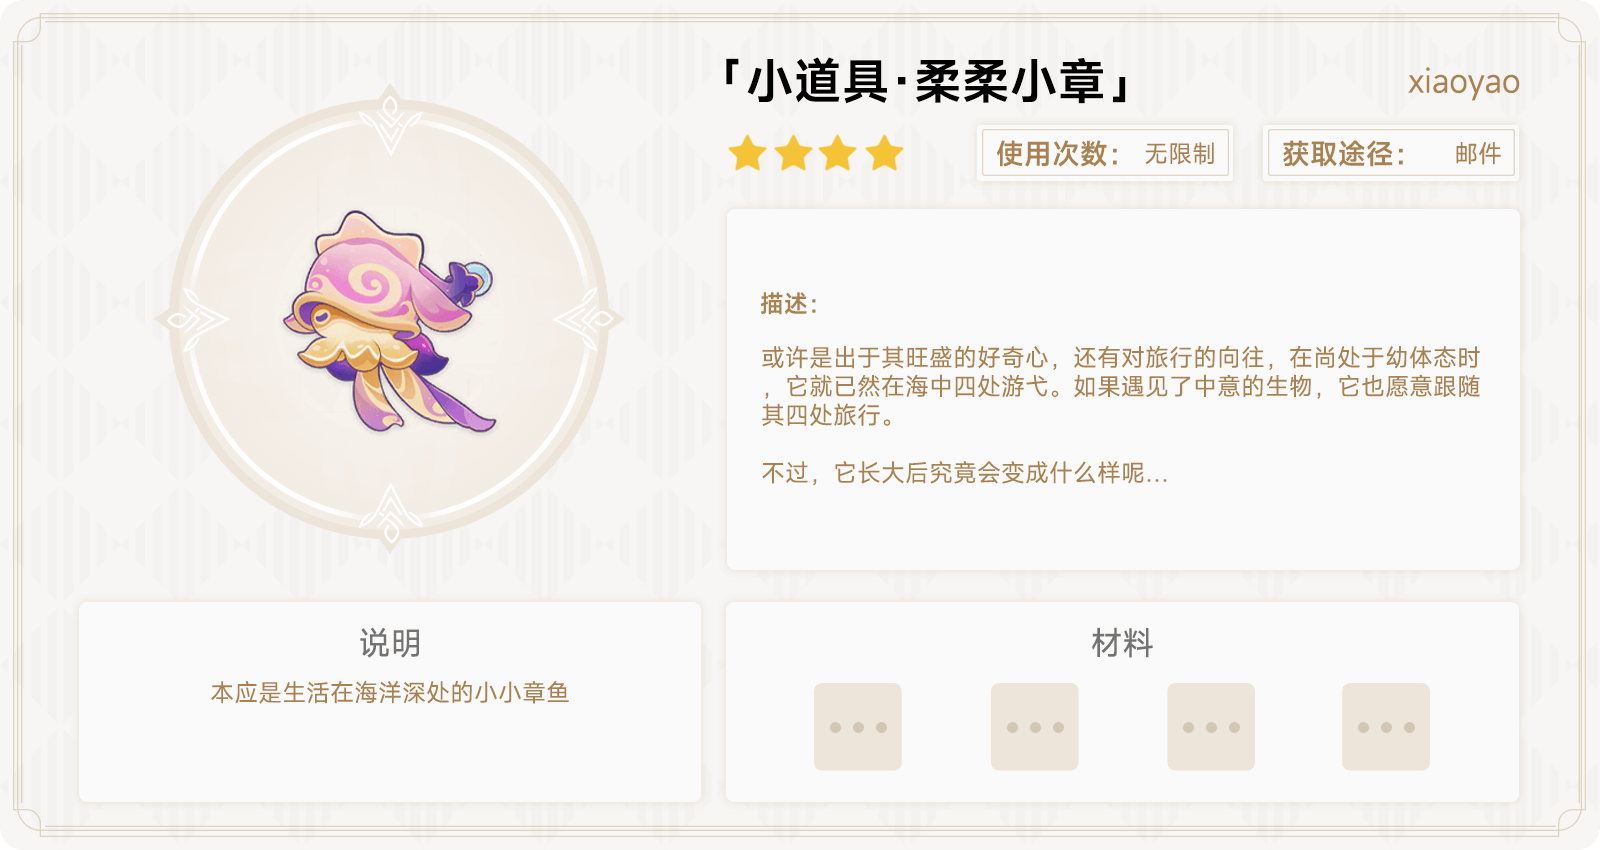 「小道具·柔柔小章」
xiaoyao
使用次数： 无限制
获取途径： 邮件
描述：
或许是出于其旺盛的好奇心，还有对旅行的向往，在尚处于幼体态时
，它就已然在海中四处游弋。如果遇见了中意的生物，它也愿意跟随
其四处旅行。
不过，它长大后究竟会变成什么样呢...
说明
本应是生活在海洋深处的小小章鱼
材料